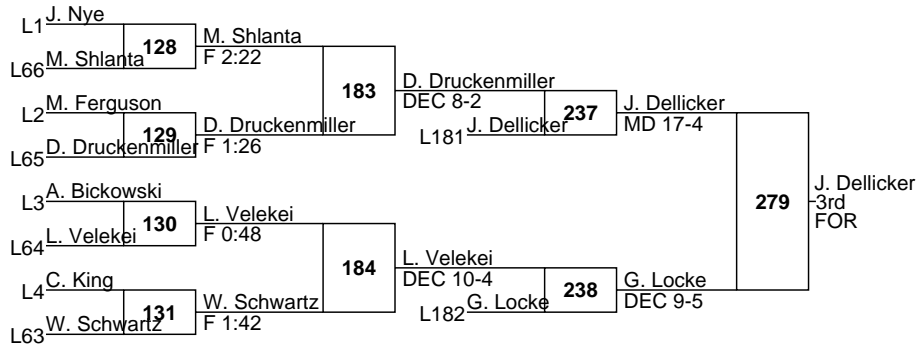 L1 J. Nye
128
L66 M. Shlanta
M. Shlanta
F 2:22
183
L2 M. Ferguson
129
L65 D. Druckenmiller
D. Druckenmiller
F 1:26
D. Druckenmiller
DEC 8-2
237
L181 J. Dellicker
J. Dellicker
MD 17-4
L3 A. Bickowski
130
L64 L. Velekei
L. Velekei
F 0:48
184
L4 C. King
131
L63 W. Schwartz
W. Schwartz
F 1:42
L. Velekei
DEC 10-4
238
L182 G. Locke
G. Locke
DEC 9-5
279
J. Dellicker
3rd
FOR